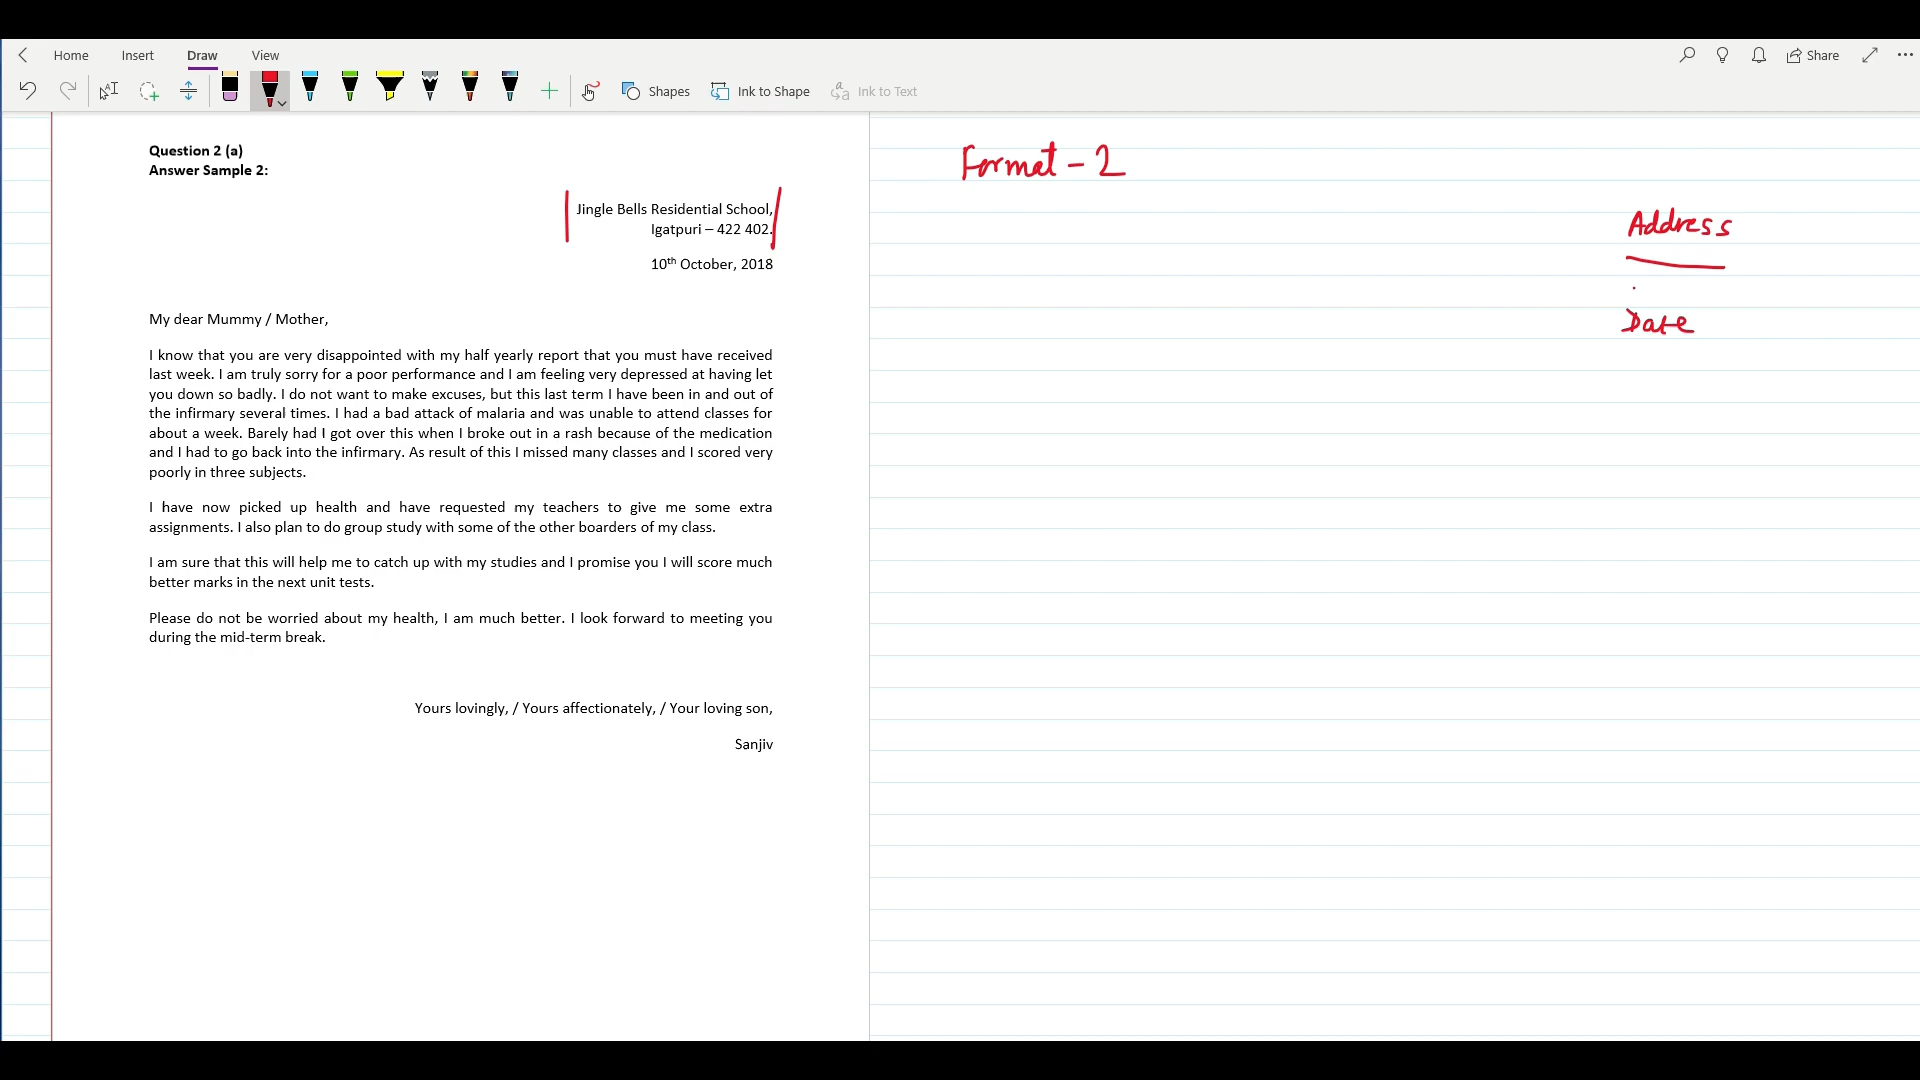 Home Insert Draw View Share
Shapes Ink to Shape Ink to Text
Question 2 (a)
Answer Sample 2:
Jingle Bells Residential School,
Igatpuri – 422 402.
10th October, 2018
My dear Mummy / Mother,
I know that you are very disappointed with my half yearly report that you must have received
last week. I am truly sorry for a poor performance and I am feeling very depressed at having let
you down so badly. I do not want to make excuses, but this last term I have been in and out of
the infirmary several times. I had a bad attack of malaria and was unable to attend classes for
about a week. Barely had I got over this when I broke out in a rash because of the medication
and I had to go back into the infirmary. As result of this I missed many classes and I scored very
poorly in three subjects.
I have now picked up health and have requested my teachers to give me some extra
assignments. I also plan to do group study with some of the other boarders of my class.
I am sure that this will help me to catch up with my studies and I promise you I will score much
better marks in the next unit tests.
Please do not be worried about my health, I am much better. I look forward to meeting you
during the mid-term break.
Yours lovingly, / Yours affectionately, / Your loving son,
Sanjiv
Format - 2
Address
Date